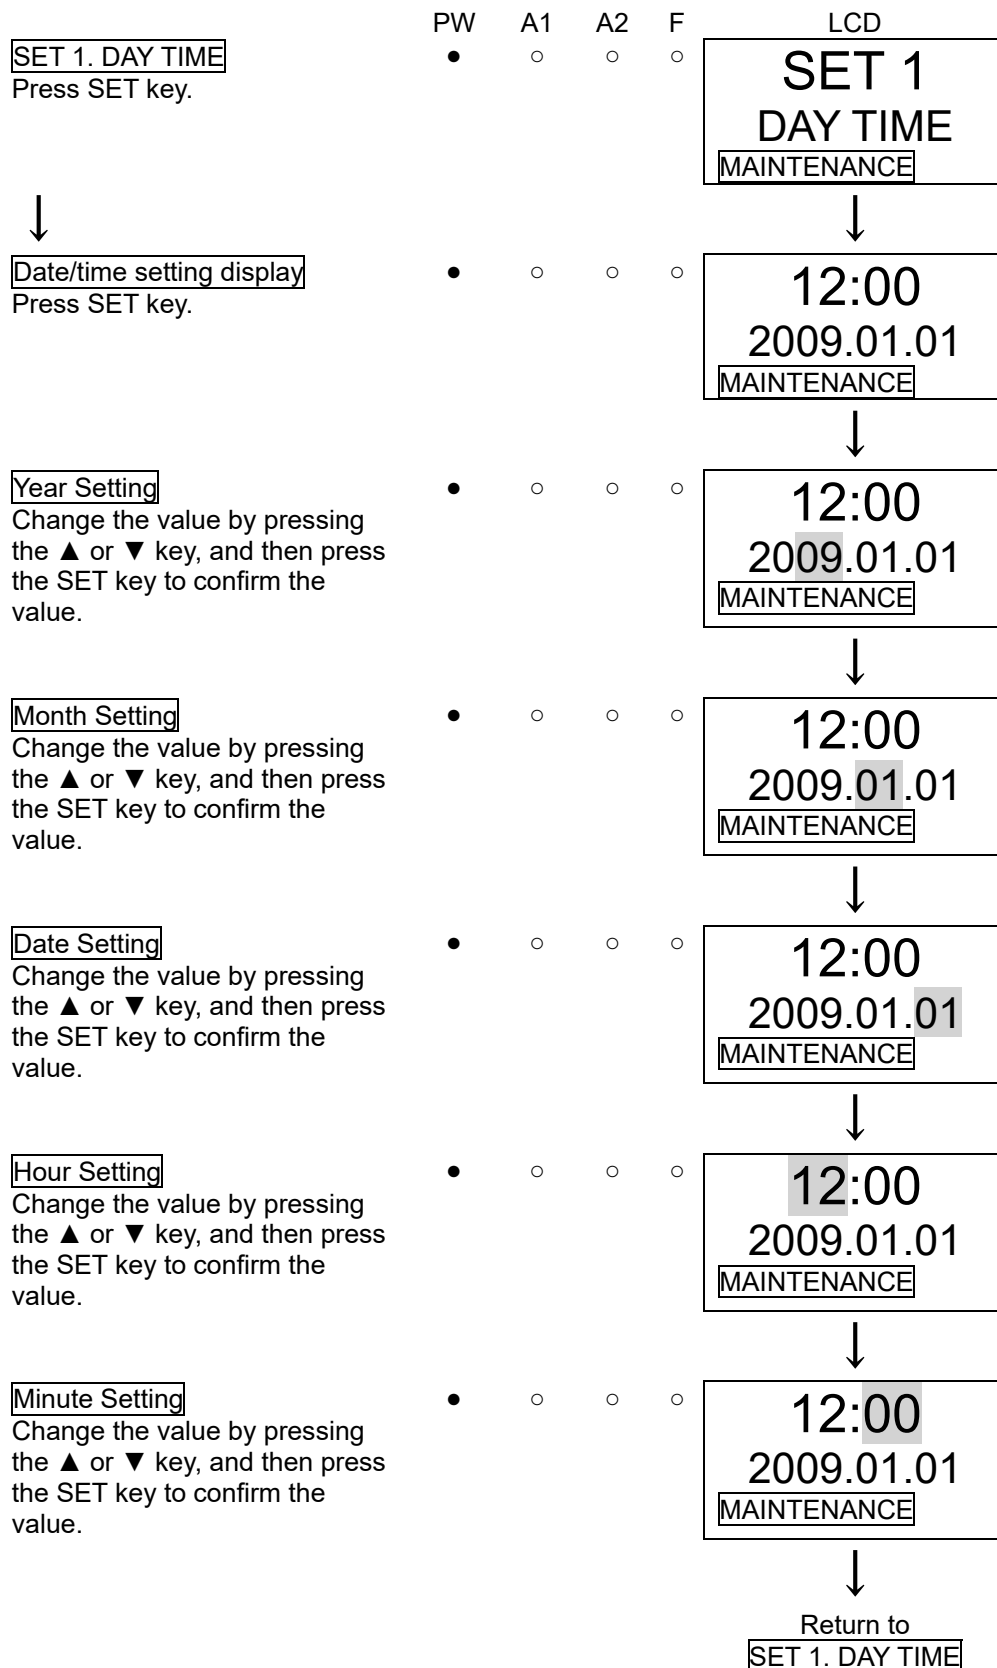 PW A1 A2 F LCD
SET 1. DAY TIME ● ○ ○ ○ SET 1
Press SET key.
DAY TIME
MAINTENANCE
↓ ↓
Date/time setting display ● ○ ○ ○ 12:00
Press SET key.
2009.01.01
MAINTENANCE
↓
Year Setting ● ○ ○ ○ 12:00
Change the value by pressing
the ▲ or ▼ key, and then press 2009.01.01
the SET key to confirm the MAINTENANCE
value.
↓
Month Setting ● ○ ○ ○ 12:00
Change the value by pressing
the ▲ or ▼ key, and then press 2009.01.01
the SET key to confirm the MAINTENANCE
value.
↓
Date Setting ● ○ ○ ○ 12:00
Change the value by pressing
the ▲ or ▼ key, and then press 2009.01.01
the SET key to confirm the MAINTENANCE
value.
↓
Hour Setting ● ○ ○ ○ 12:00
Change the value by pressing
the ▲ or ▼ key, and then press 2009.01.01
the SET key to confirm the MAINTENANCE
value.
↓
Minute Setting ● ○ ○ ○ 12:00
Change the value by pressing
the ▲ or ▼ key, and then press 2009.01.01
the SET key to confirm the MAINTENANCE
value.
↓
Return to
SET 1. DAY TIME